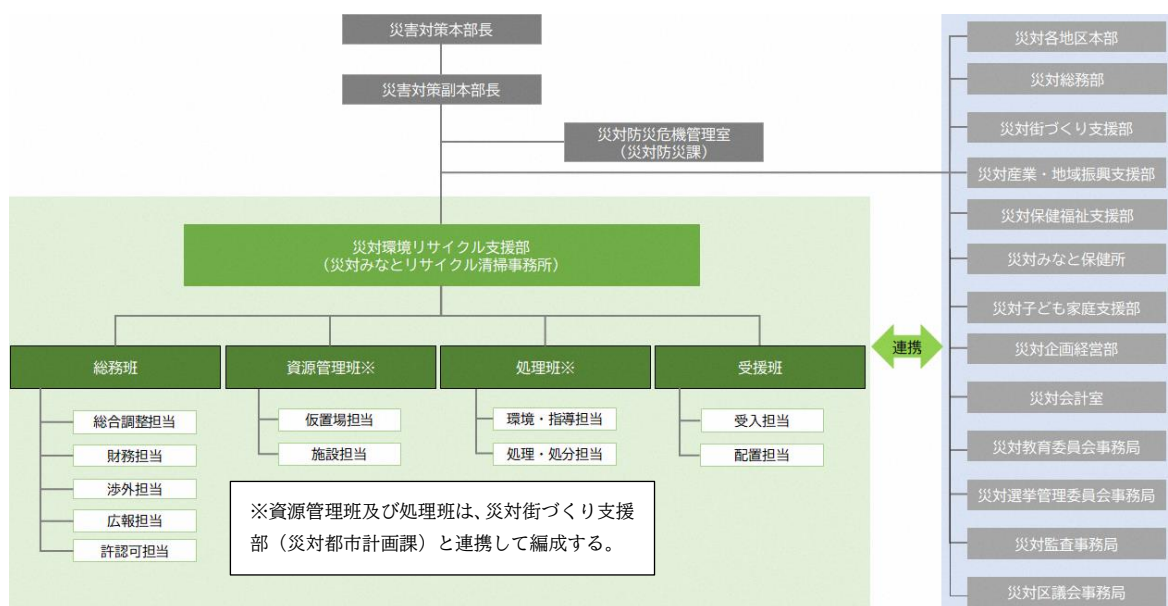 災害対策本部長
災害対策副本部長
災対防災危機管理室
(災対防災課)
災対環境リサイクル支援部
(災対みなとリサイクル清掃事務所)
総務班
総合調整担当
財務担当
渉外担当
広報担当
許認可担当
資源管理班※
仮置場担当
施設担当
処理班※
環境・指導担当
処理・処分担当
受援班
受入担当
配置担当
※資源管理班及び処理班は、災対街づくり支援
部（災対都市計画課）と連携して編成する。
連携
災対各地区本部
災対総務部
災対街づくり支援部
災対産業・地域振興支援部
災対保健福祉支援部
災対みなと保健所
災対子ども家庭支援部
災対企画経営部
災対会計室
災対教育委員会事務局
災対選挙管理委員会事務局
災対監査事務局
災対区議会事務局